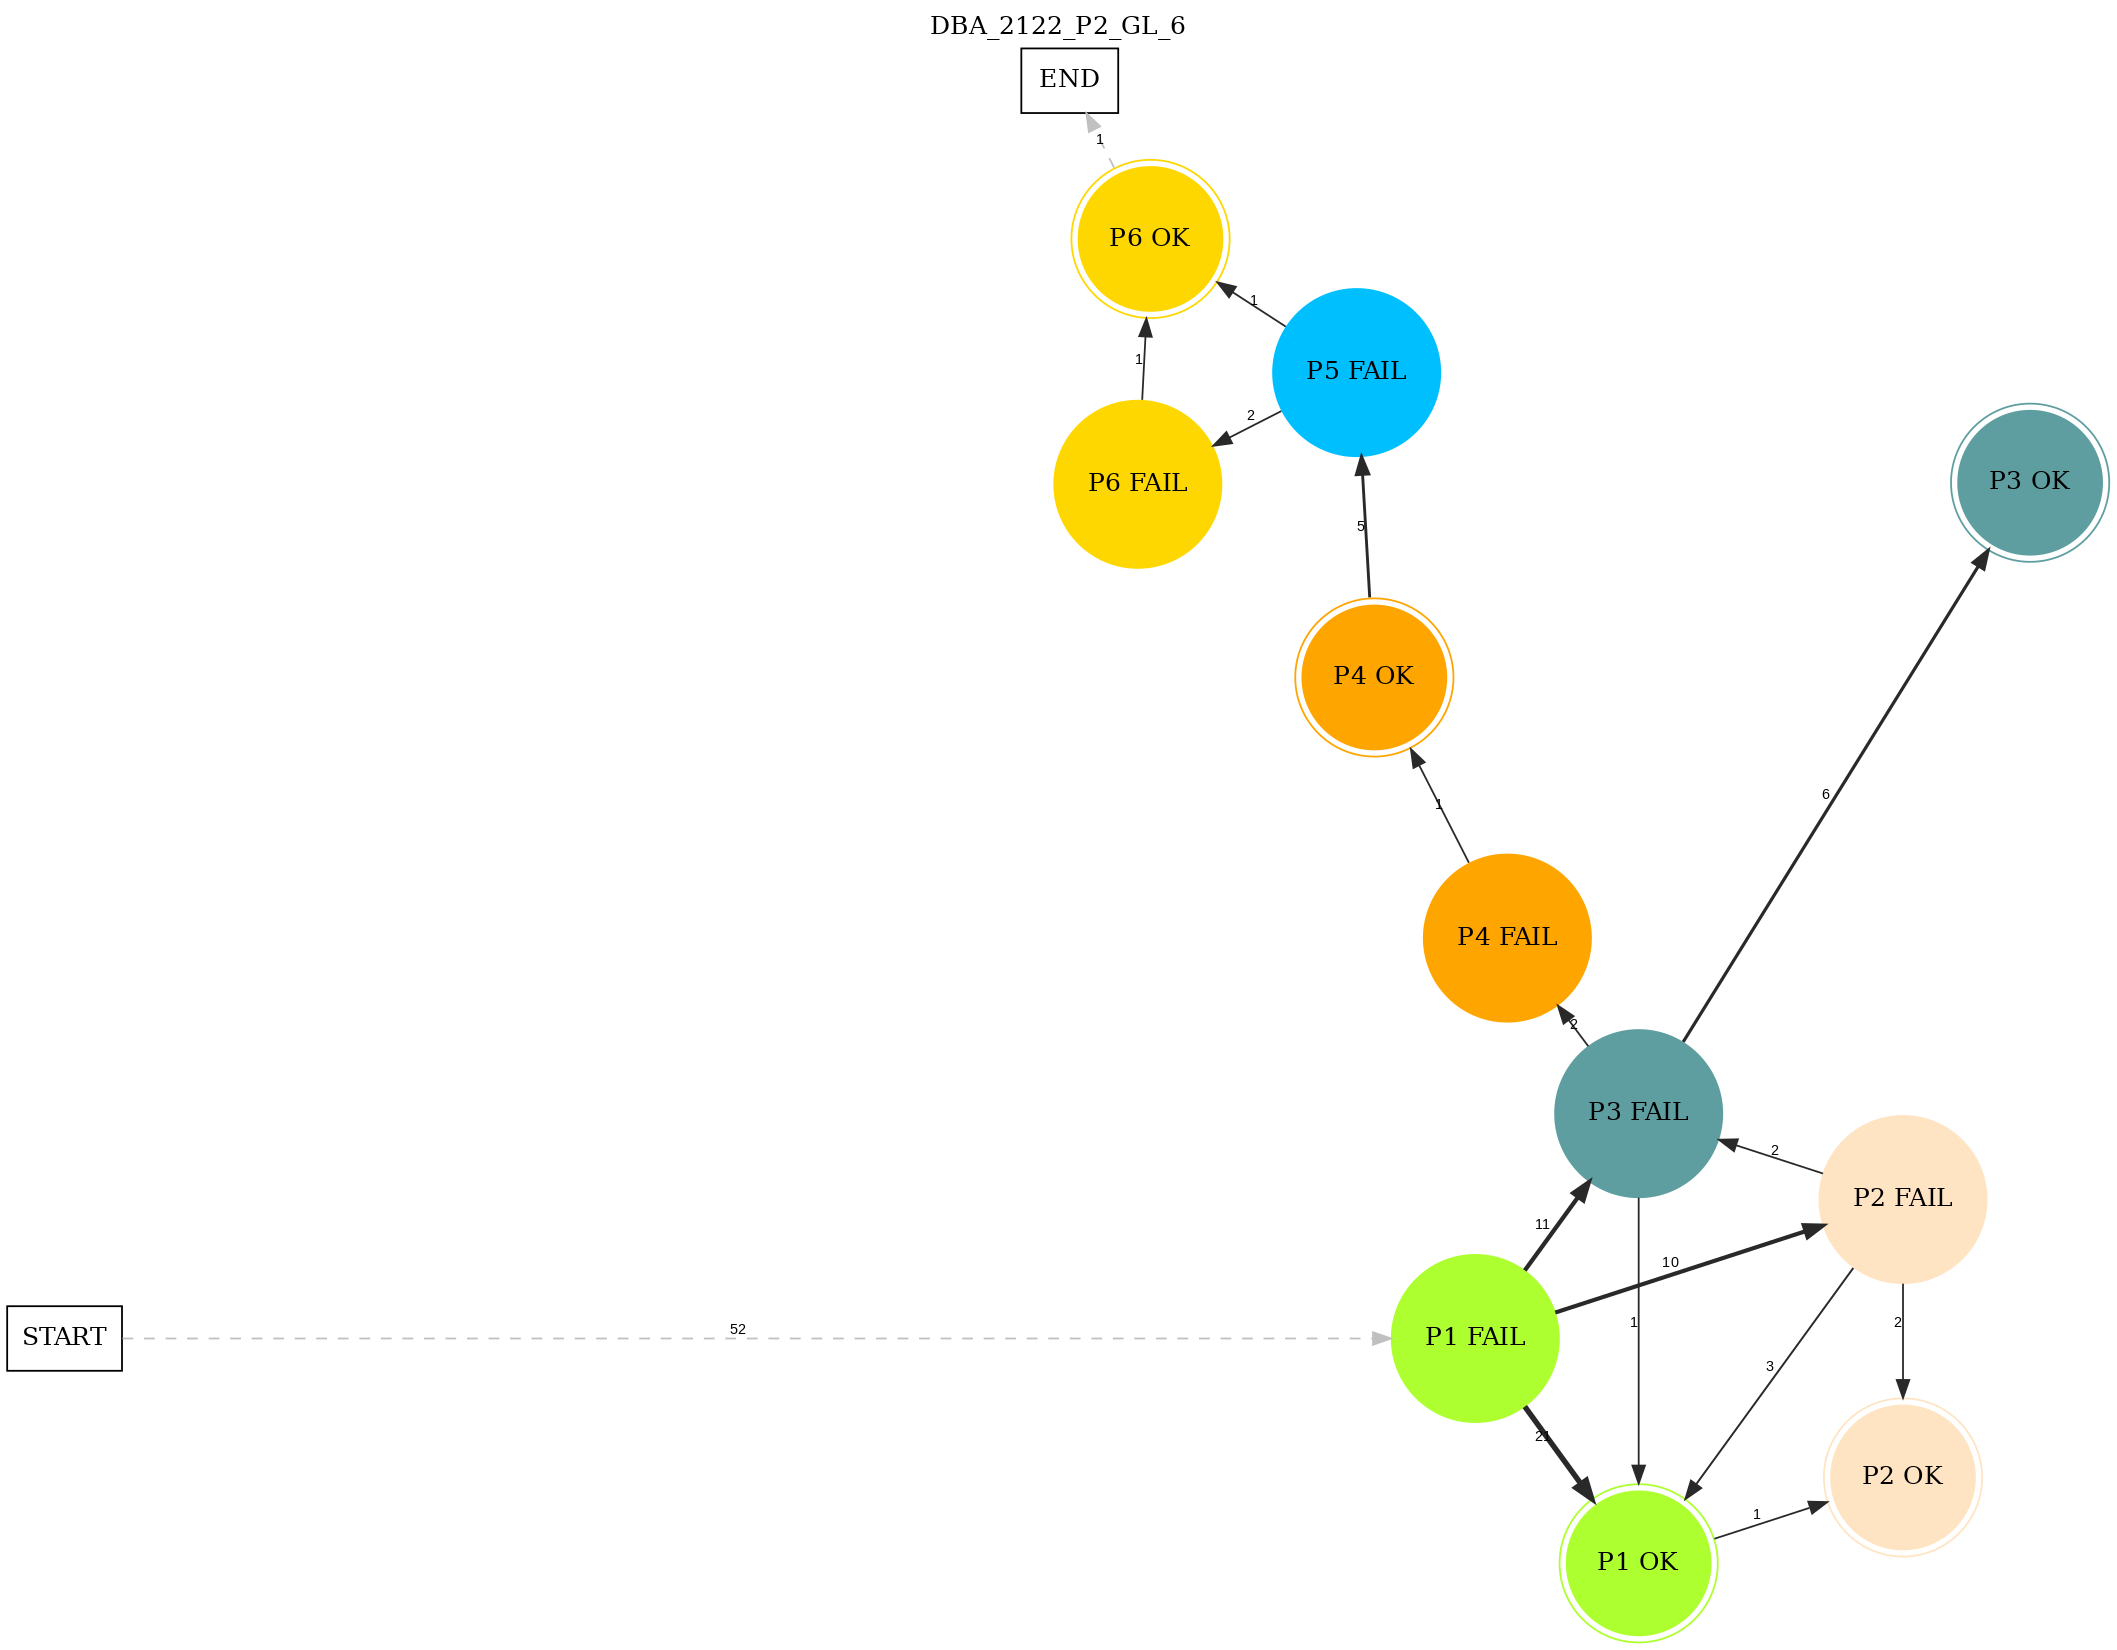 DBA_2122_P2_GL_6
END
1
P6 OK
1
P5 FAIL
1
2
P6 FAIL
P3 OK
5
P4 OK
6
1
P4 FAIL
2
P3 FAIL
2
P2 FAIL
11
10
START
52
P1 FAIL
1
2
3
21
P2 OK
1
P1 OK